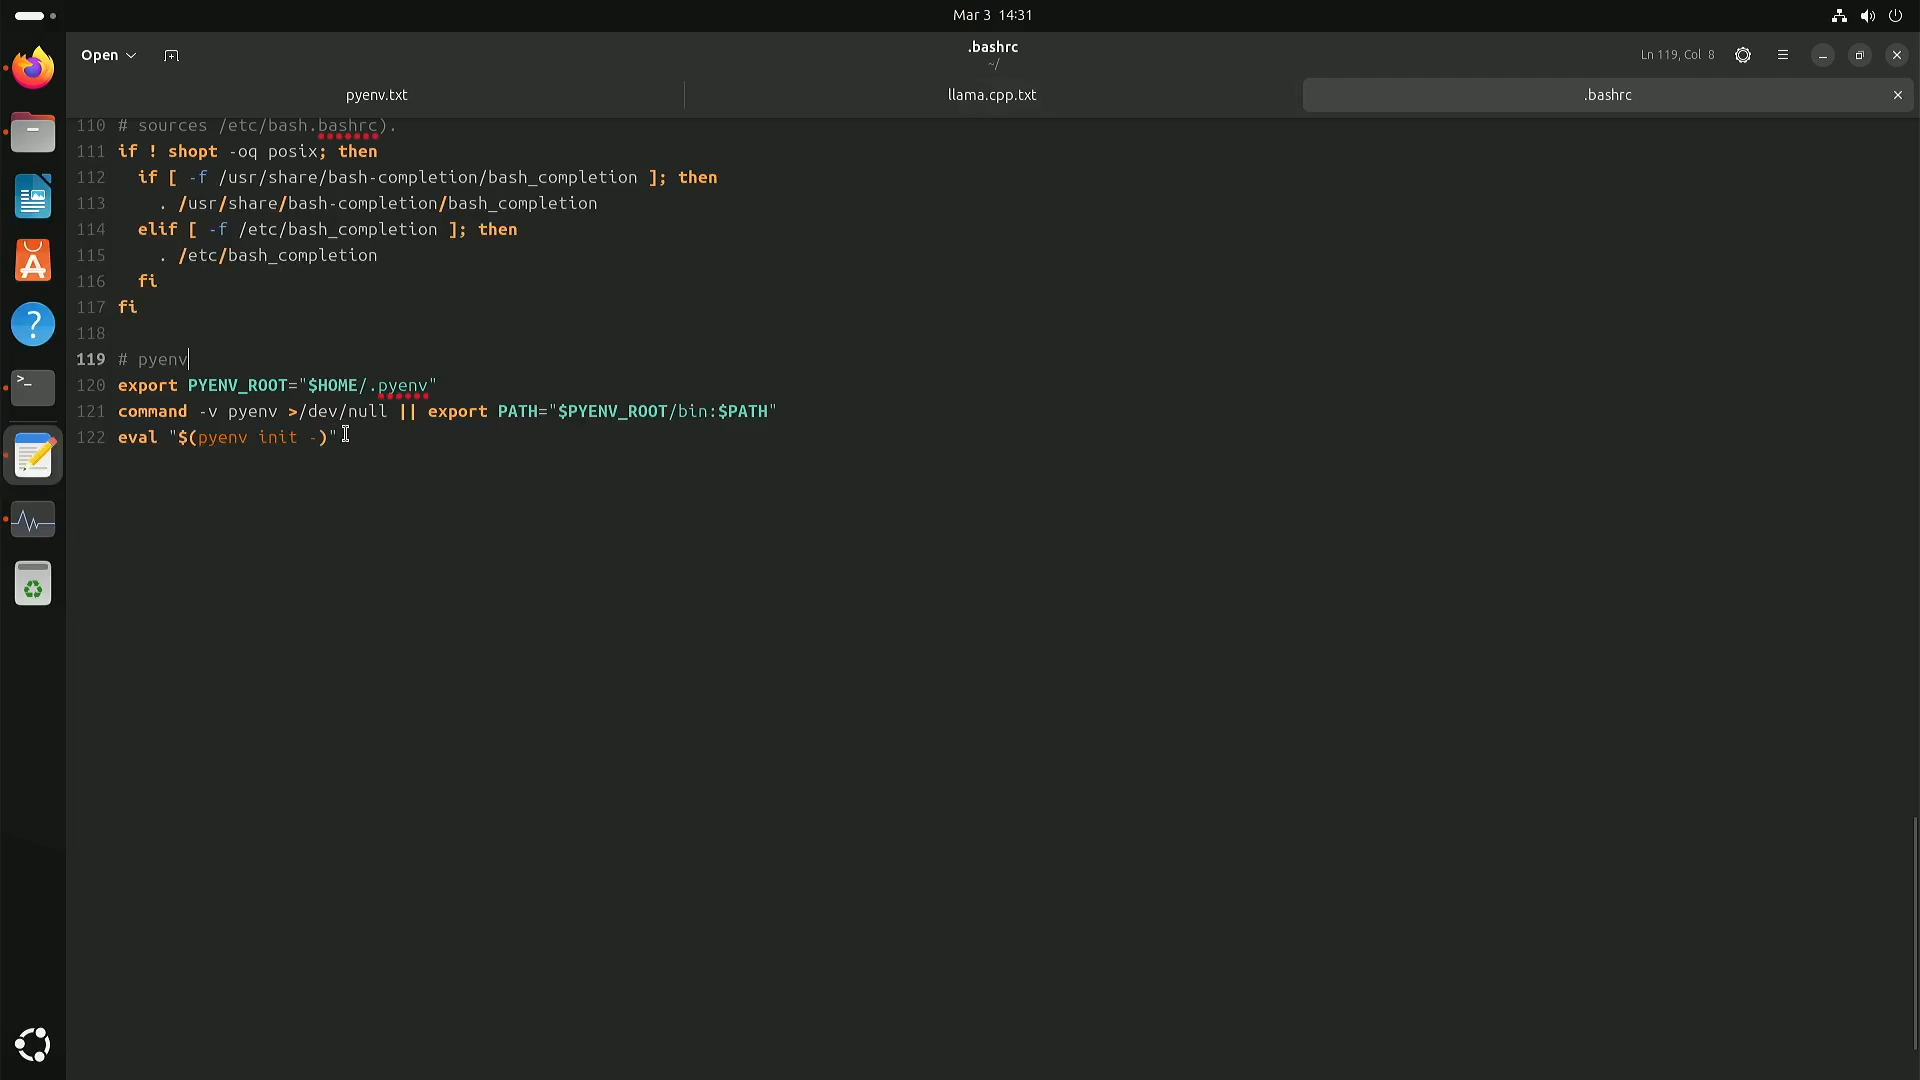 Mar 3 14:31
Open
.bashrc
~/
Ln 119, Col 8
pyenv.txt
llama.cpp.txt
.bashrc
110 # sources /etc/bash.bashrc).
111 if ! shopt -oq posix; then
112 if [ -f /usr/share/bash-completion/bash_completion ]; then
113 . /usr/share/bash-completion/bash_completion
114 elif [ -f /etc/bash_completion ]; then
115 . /etc/bash_completion
116 fi
117 fi
118
119 # pyenv
120 export PYENV_ROOT="$HOME/.pyenv"
121 command -v pyenv >/dev/null || export PATH="$PYENV_ROOT/bin:$PATH"
122 eval "$(pyenv init -)"